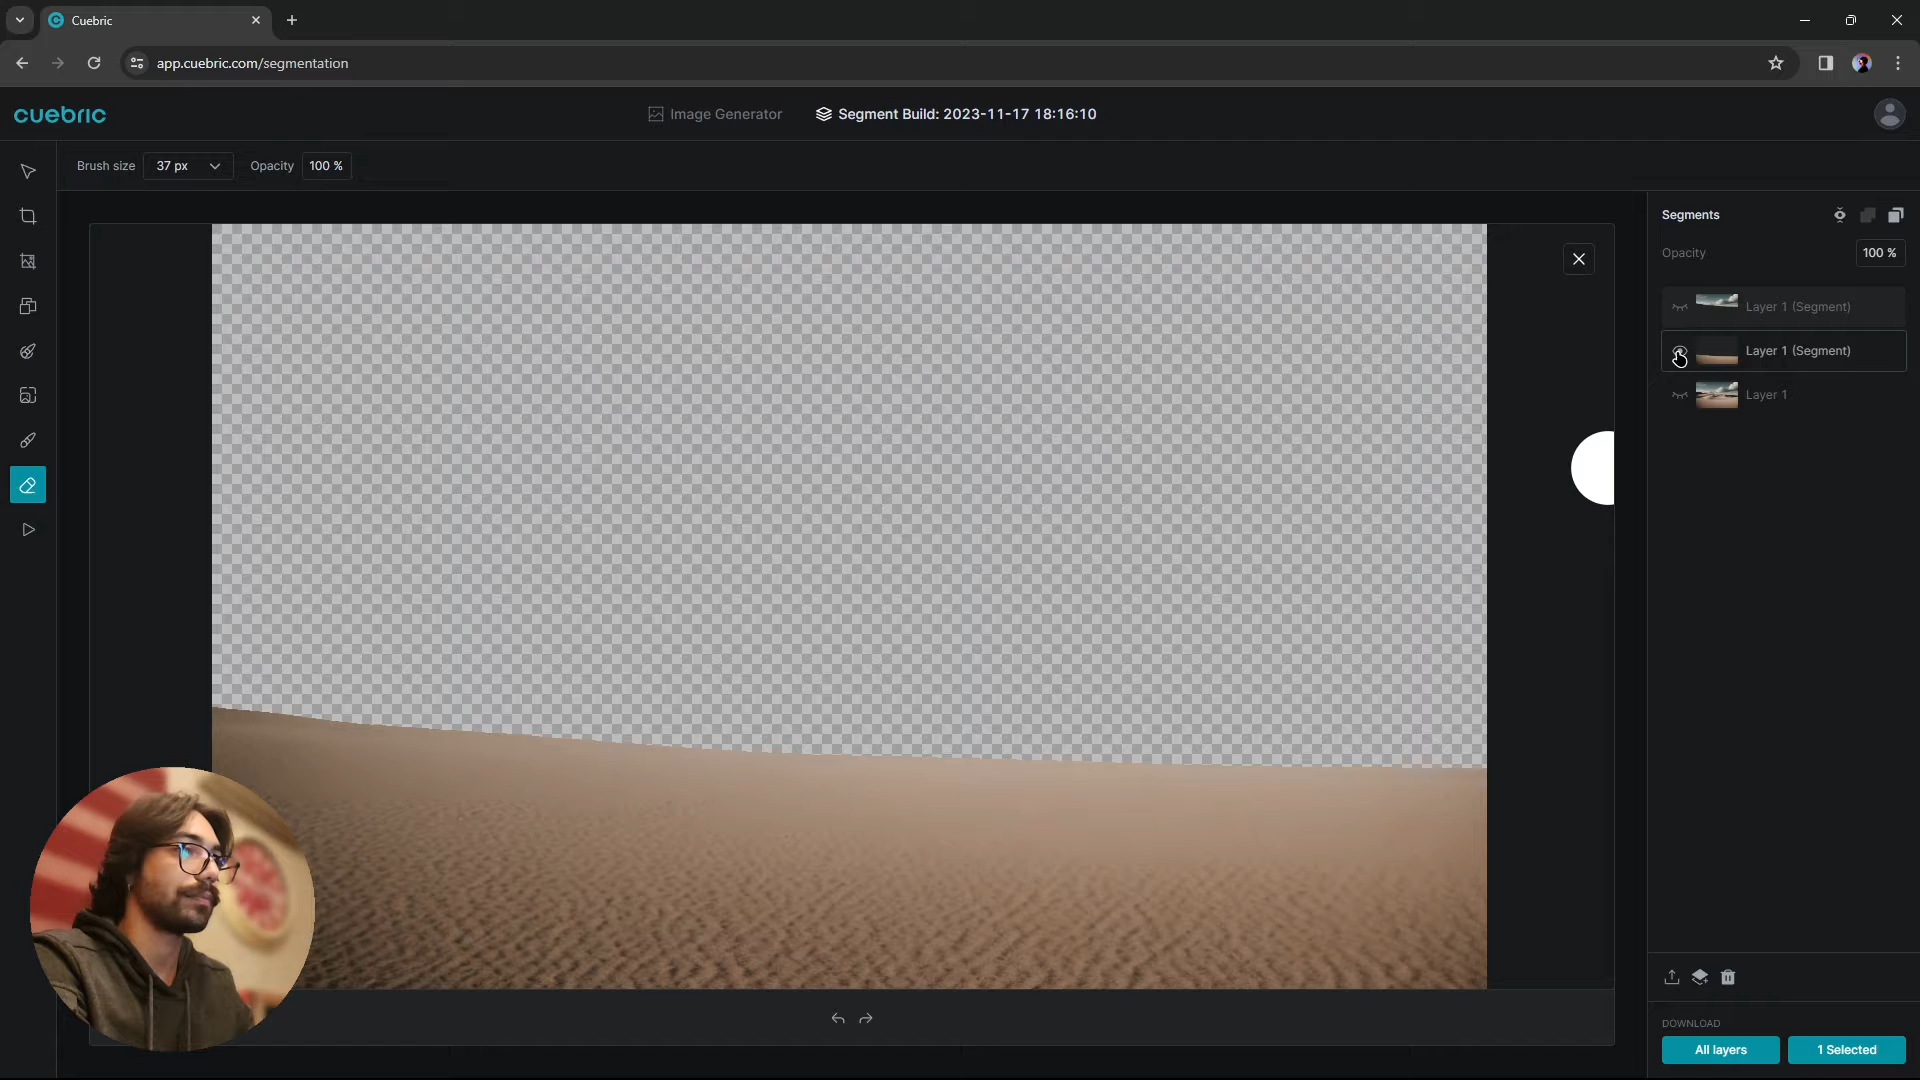 Cuebric
app.cuebric.com/segmentation
cuebric
Image Generator
Segment Build: 2023-11-17 18:16:10
Brush size
37 px
Opacity
100 %
Segments
Opacity
100 %
Layer 1 (Segment)
Layer 1 (Segment)
Layer 1
DOWNLOAD
All layers
1 Selected